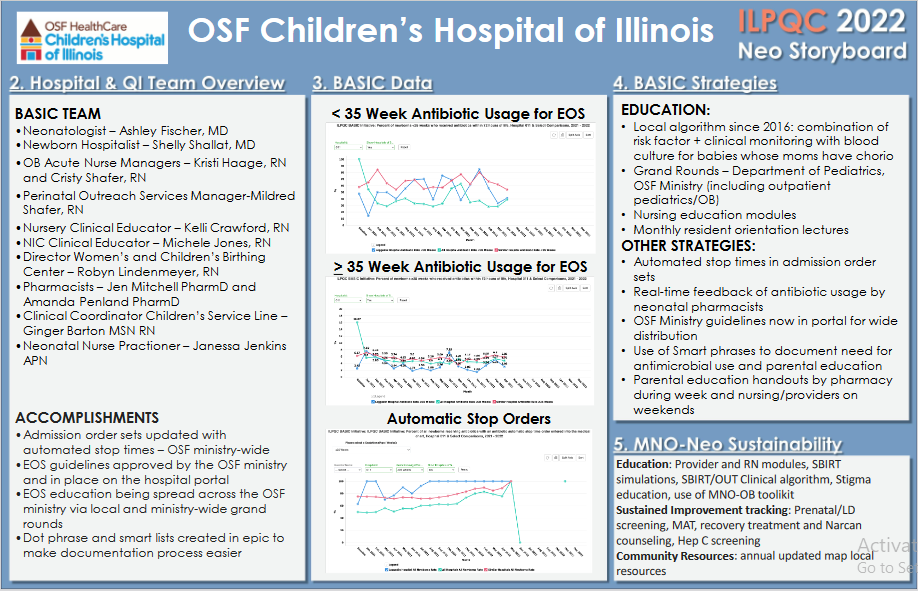 OSF HealthCare
Children's Hospital
of Illinois
OSF Children's Hospital of Illinois
ILPQC 2022
Neo Storyboard
2. Hospital & QI Team Overview
BASIC TEAM
•Neonatologist – Ashley Fischer, MD
•Newborn Hospitalist – Shelly Shallat, MD
•OB Acute Nurse Managers – Kristi Haage, RN
and Cristy Shafer, RN
•Perinatal Outreach Services Manager-Mildred
Shafer, RN
•Nursery Clinical Educator – Kelli Crawford, RN
•NIC Clinical Educator – Michele Jones, RN
•Director Women's and Children's Birthing
Center – Robyn Lindenmeyer, RN
•Pharmacists – Jen Mitchell PharmD and
Amanda Penland PharmD
•Clinical Coordinator Children's Service Line –
Ginger Barton MSN RN
•Neonatal Nurse Practioner – Janessa Jenkins
APN
ACCOMPLISHMENTS
•Admission order sets updated with
automated stop times – OSF ministry-wide
•EOS guidelines approved by the OSF ministry
and in place on the hospital portal
•EOS education being spread across the OSF
ministry via local and ministry-wide grand
rounds
•Dot phrase and smart lists created in epic to
make documentation process easier
3. BASIC Data
< 35 Week Antibiotic Usage for EOS
≥ 35 Week Antibiotic Usage for EOS
Automatic Stop Orders
4. BASIC Strategies
EDUCATION:
• Local algorithm since 2016: combination of
risk factor + clinical monitoring with blood
culture for babies whose moms have chorio
• Grand Rounds – Department of Pediatrics,
OSF Ministry (including outpatient
pediatrics/OB)
• Nursing education modules
• Monthly resident orientation lectures
OTHER STRATEGIES:
• Automated stop times in admission order
sets
• Real-time feedback of antibiotic usage by
neonatal pharmacists
• OSF Ministry guidelines now in portal for wide
distribution
• Use of Smart phrases to document need for
antimicrobial use and parental education
• Parental education handouts by pharmacy
during week and nursing/providers on
weekends
5. MNO-Neo Sustainability
Education: Provider and RN modules, SBIRT
simulations, SBIRT/OUT Clinical algorithm, Stigma
education, use of MNO-OB toolikit
Sustained Improvement tracking: Prenatal/LD
screening, MAT, recovery treatment and Narcan
counseling, Hep C screening
Community Resources: annual updated map local
resources
Activat
Go to Se